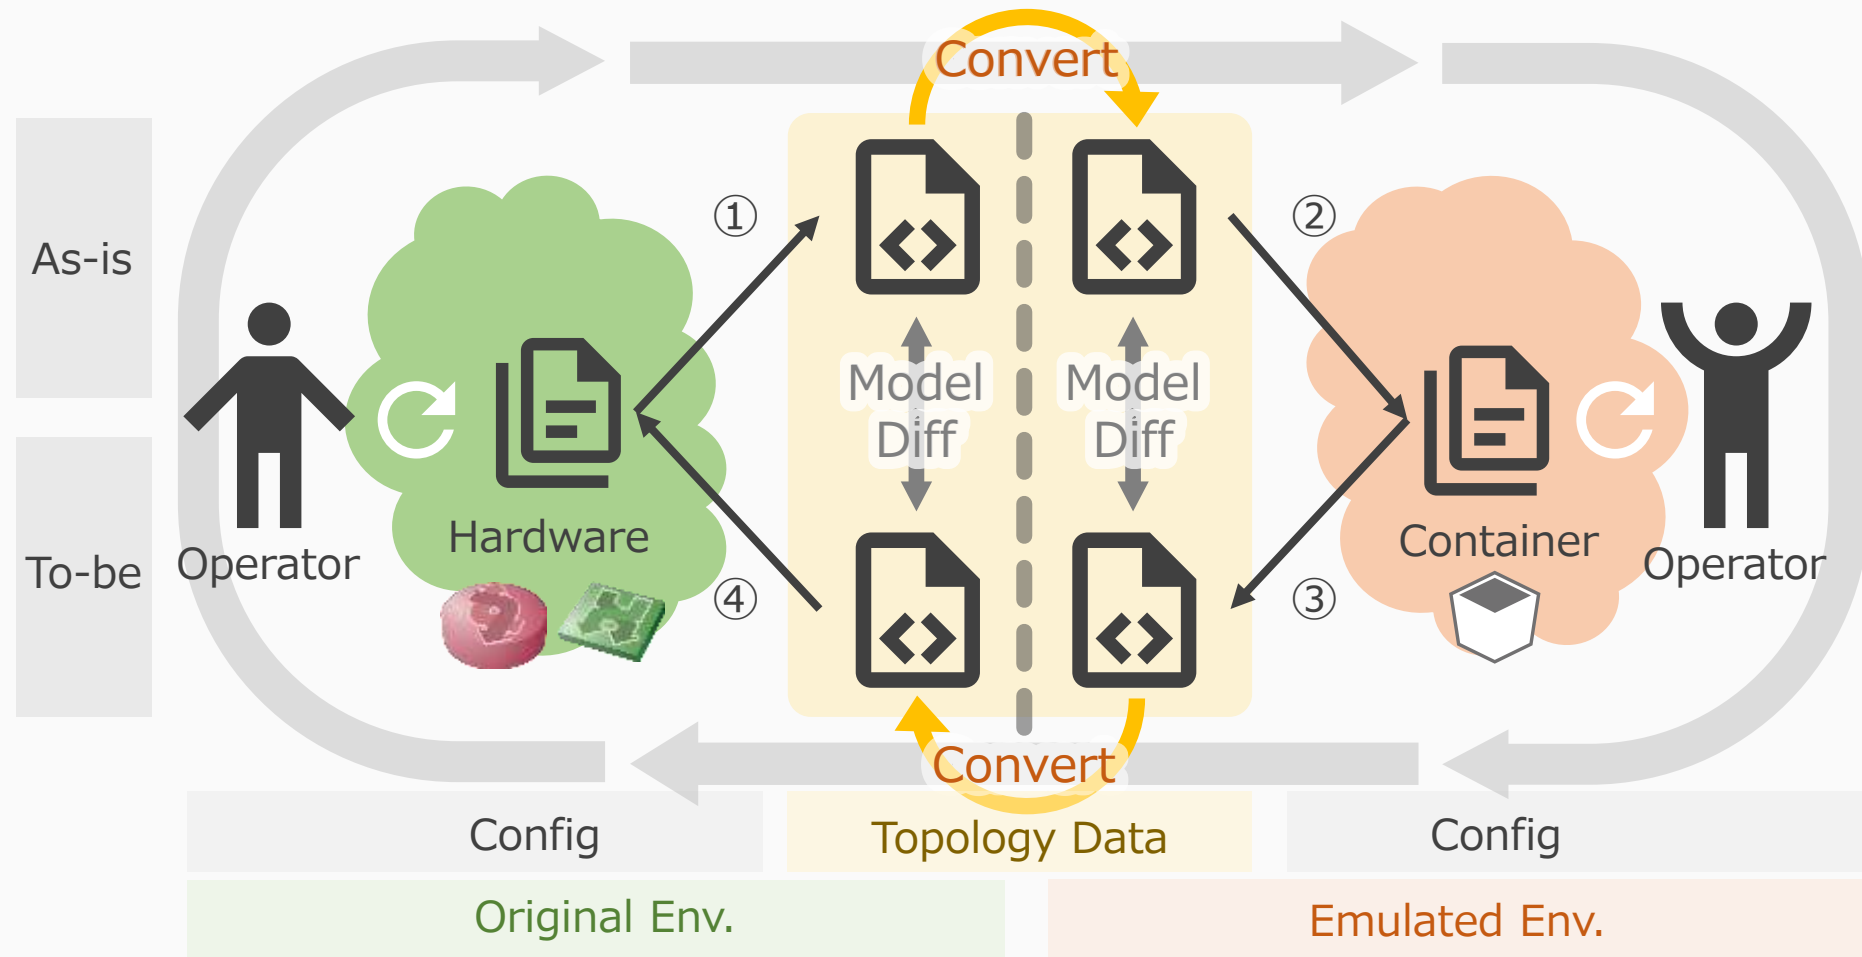 Convert
As-is
①
②
Model
Diff
Model
Diff
Hardware
Container
Operator
Operator
To-be
④
③
Convert
Config
Topology Data
Config
Original Env.
Emulated Env.